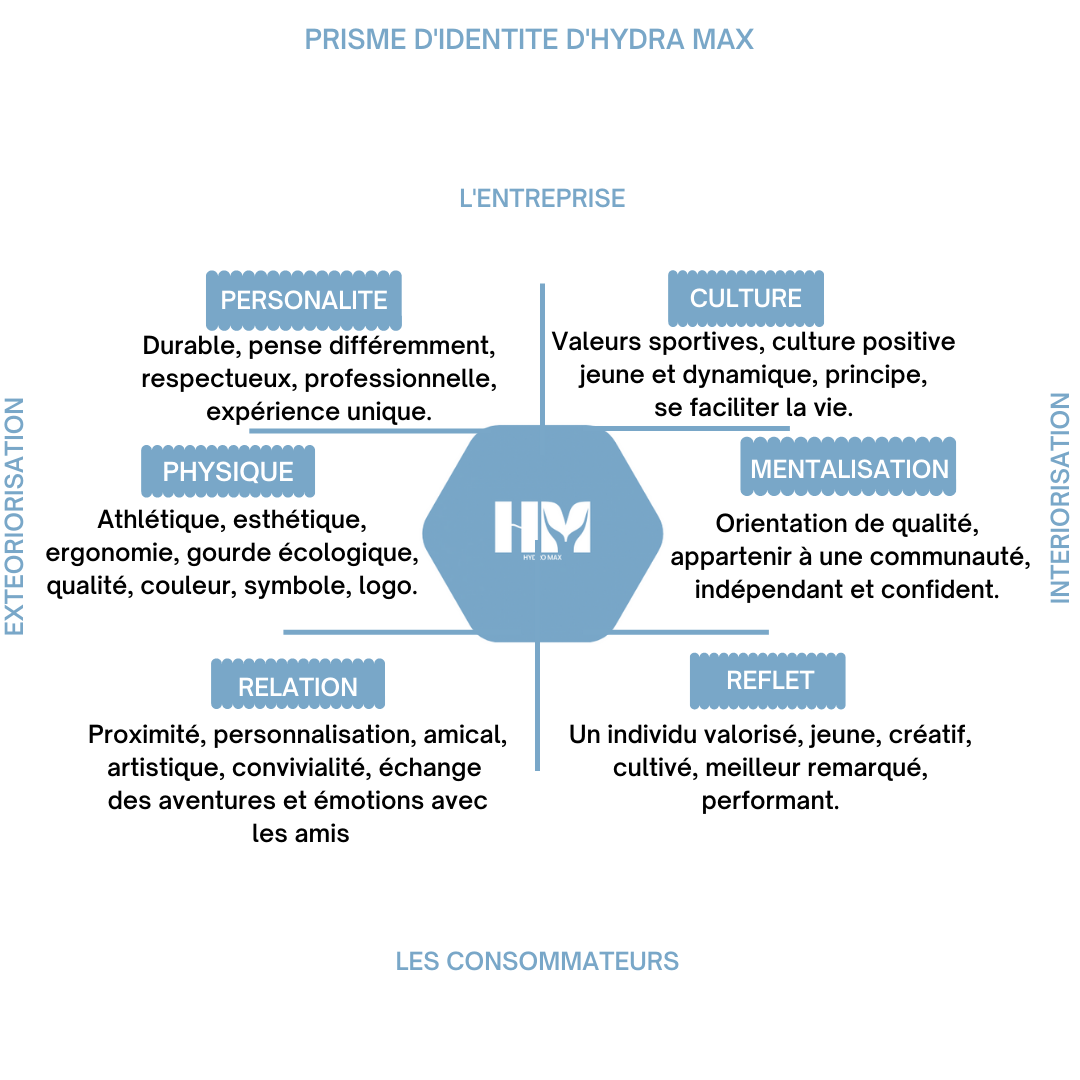 PRISME D'IDENTITE D'HYDRA MAX
L'ENTREPRISE
PERSONALITE
Durable, pense différemment,
respectueux, professionnelle,
expérience unique.
CULTURE
Valeurs sportives, culture positive
jeune et dynamique, principe,
se faciliter la vie.
EXTEORIORISATION
PHYSIQUE
Athlétique, esthétique,
ergonomie, gourde écologique,
qualité, couleur, symbole, logo.
HM
HYDRO MAX
MENTALISATION
Orientation de qualité,
appartenir à une communauté,
indépendant et confident.
INTERIORISATION
RELATION
Proximité, personnalisation, amical,
artistique, convivialité, échange
des aventures et émotions avec
les amis
REFLET
Un individu valorisé, jeune, créatif,
cultivé, meilleur remarqué,
performant.
LES CONSOMMATEURS